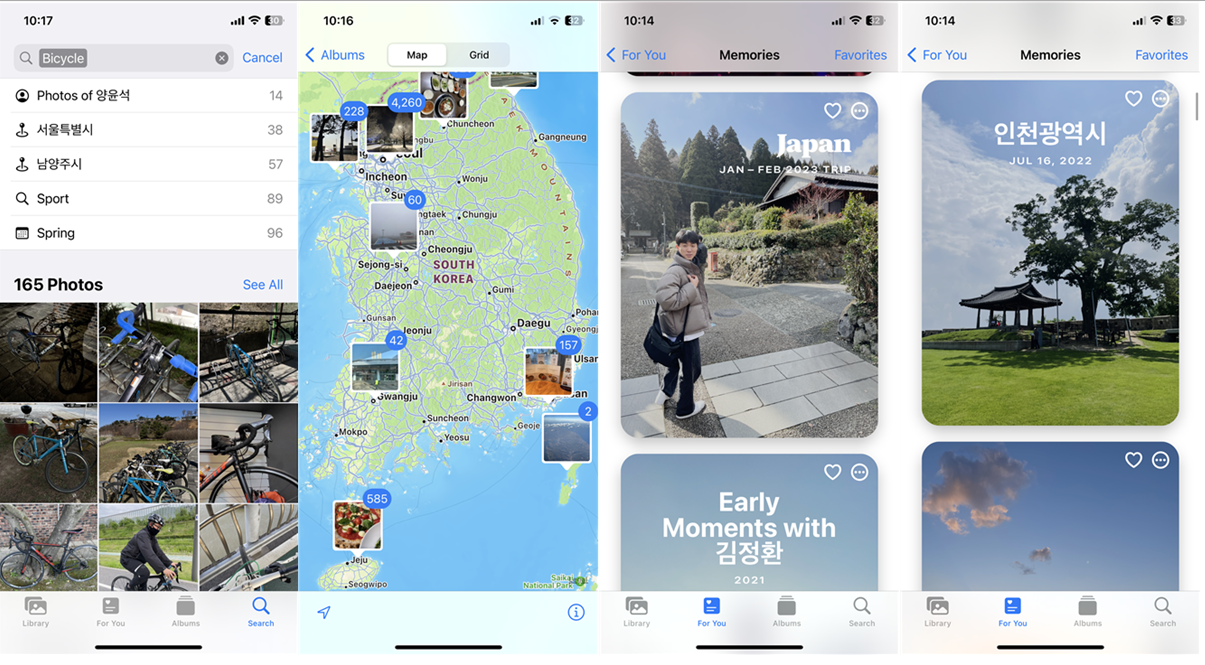 10:17
30
Bicycle
Cancel
Photos of 양윤석
14
서울특별시
38
남양주시
57
Sport
89
Spring
96
165 Photos
See All
Library
For You
Albums
Search
10:16
32
Albums
Map
Grid
228
4,260
Chuncheon
Gangneung
TAEBAEK MOUNTAINS
Incheon
Wonju
60
Chungju
Cheongju
Sejong-si
SOUTH
KOREA
Daejeon
Gumi
Gunsan
Daegu
Jeonju
42
157
Ulsan
Jirisan
Gwangju
Changwon
Suncheon
Geoje
2
Mokpo
Yeosu
585
Jeju
Seogwipo
Saikai
National Park
10:14
32
For You
Memories
Favorites
Japan
JAN – FEB 2023 TRIP
Early
Moments with
김정환
2021
Library
For You
Albums
Search
10:14
33
For You
Memories
Favorites
인천광역시
JUL 16, 2022
Library
For You
Albums
Search